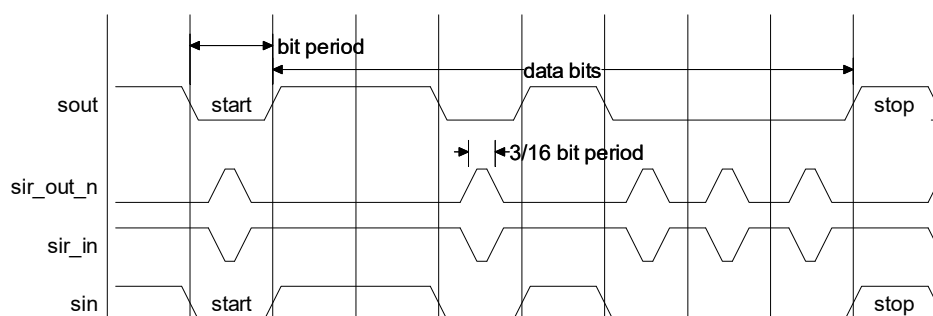 bit period
data bits
sout
start
stop
3/16 bit period
sir_out_n
sir_in
sin
start
stop